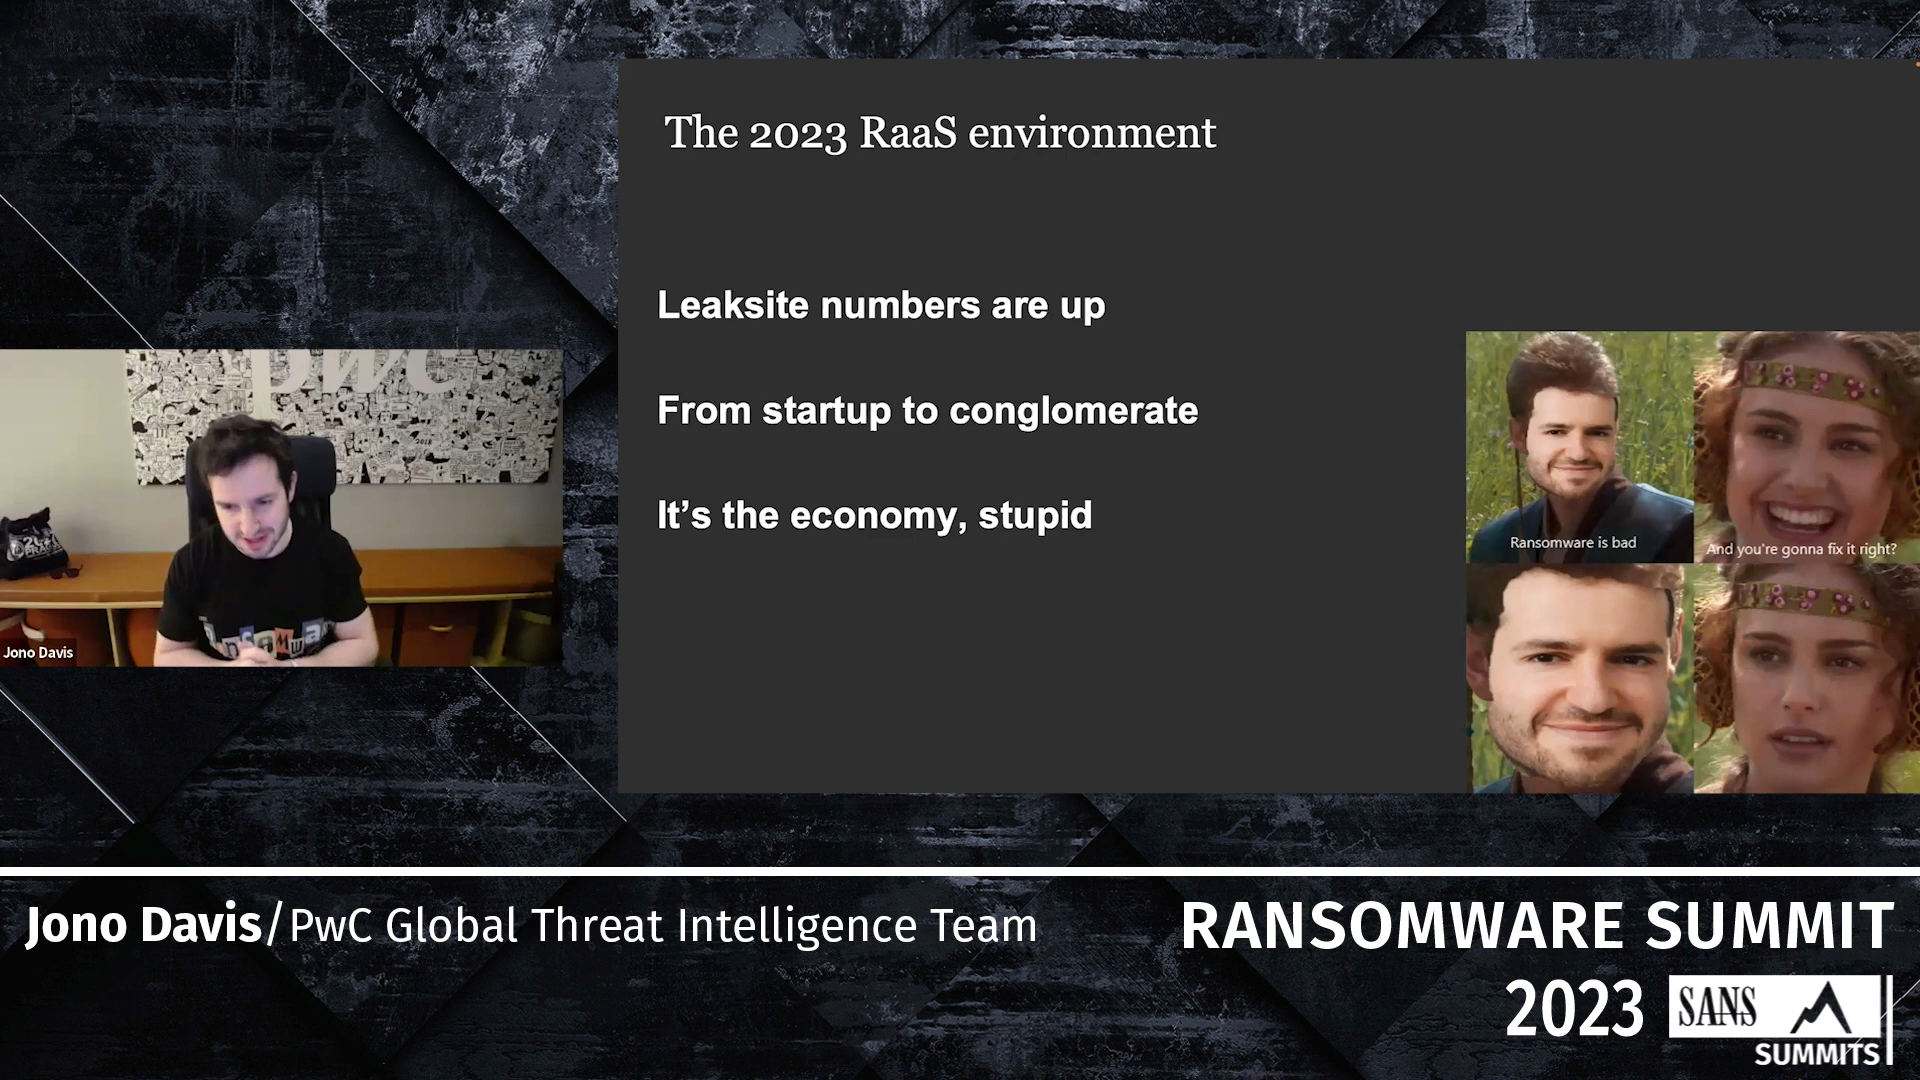 The 2023 RaaS environment
Leaksite numbers are up
From startup to conglomerate
It's the economy, stupid
Ransomware is bad
And you're gonna fix it right?
pwc
Jono Davis
Jono Davis/PwC Global Threat Intelligence Team
RANSOMWARE SUMMIT
2023
SANS
SUMMITS